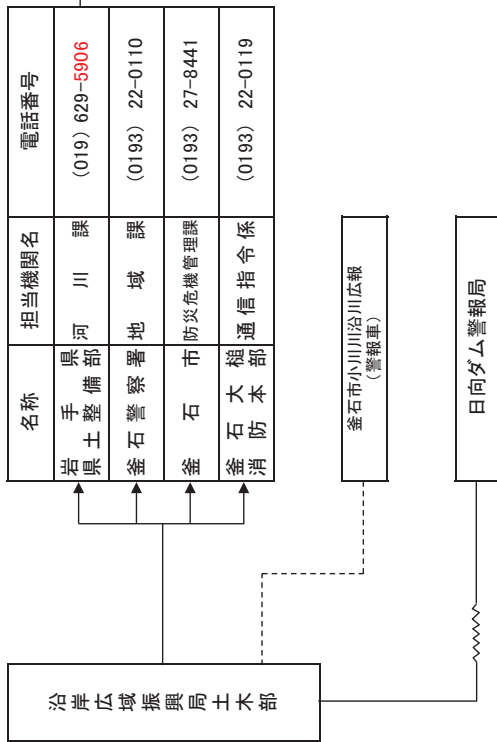 名称 担当機関名 電話番号
岩手県
県土整備部 河川課 (019) 629-5906
釜石警察署 地域課 (0193) 22-0110
釜石市 防災危機管理課 (0193) 27-8441
釜石大槌
消防本部 通信指令係 (0193) 22-0119
沿岸広域振興局土木部
釜石市小川川沿川広報
(警報車)
日向ダム警報局